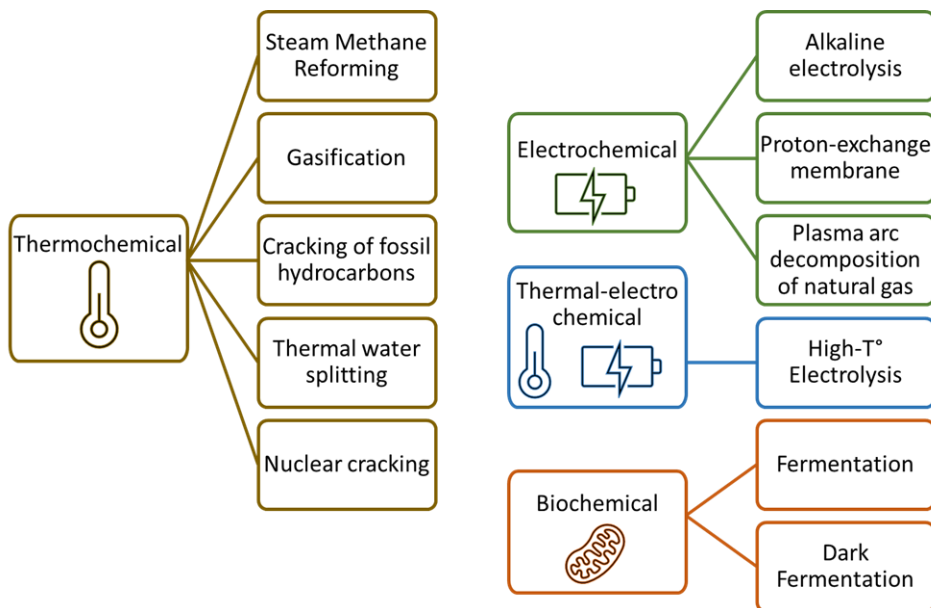 Thermochemical
Steam Methane
Reforming
Gasification
Cracking of fossil
hydrocarbons
Thermal water
splitting
Nuclear cracking
Electrochemical
Alkaline
electrolysis
Proton-exchange
membrane
Plasma arc
decomposition
of natural gas
Thermal-electro
chemical
High-T°
Electrolysis
Biochemical
Fermentation
Dark
Fermentation